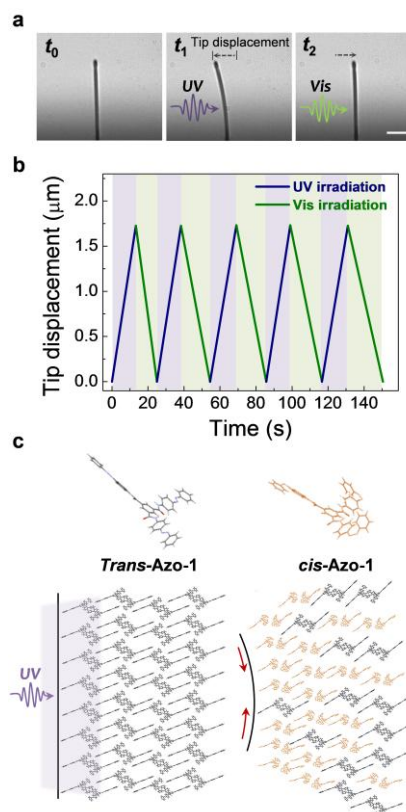 a
t0
t1
Tip displacement
t2
UV
Vis
b
UV irradiation
Vis irradiation
Tip displacement (μm)
2.5
2.0
1.5
1.0
0.5
0.0
0 20 40 60 80 100 120 140
Time (s)
c
Trans-Azo-1
cis-Azo-1
UV